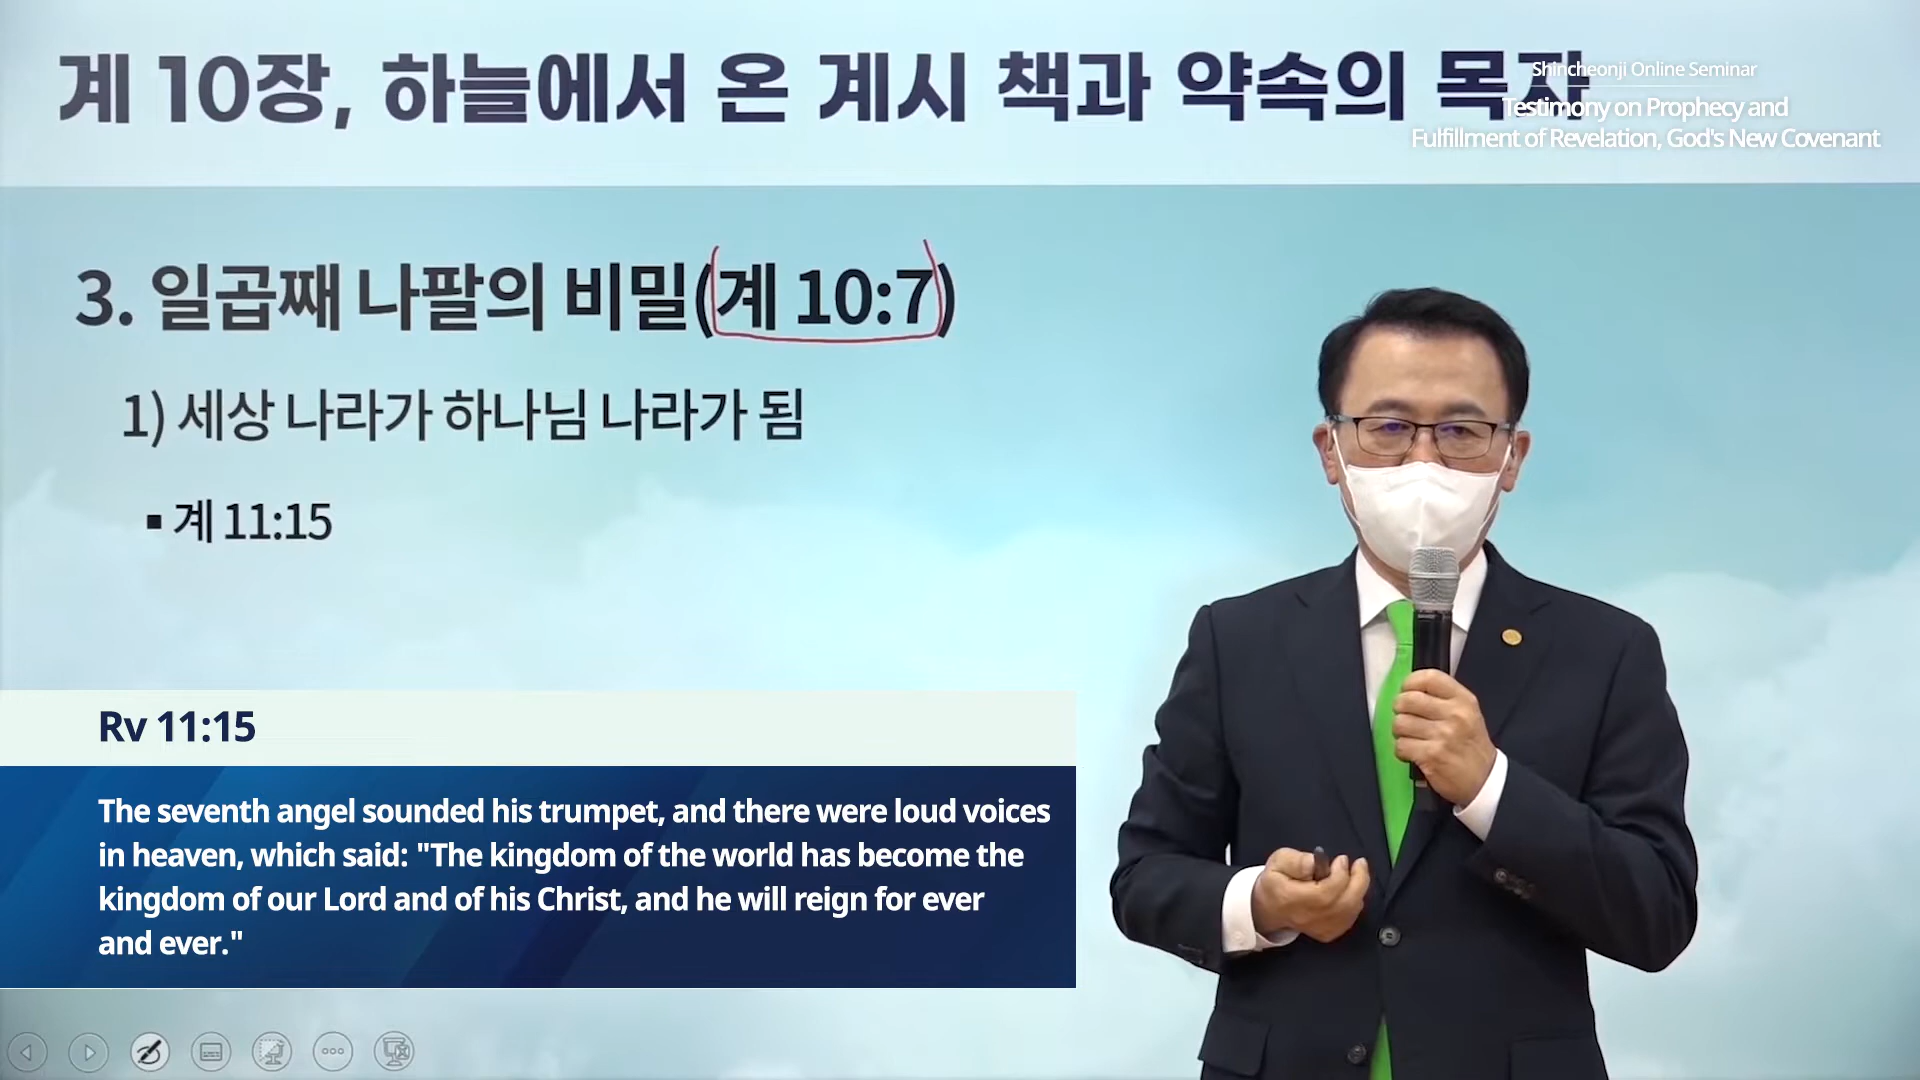 계 10장, 하늘에서 온 계시 책과 약속의 목자
Shincheonji Online Seminar
Testimony on Prophecy and
Fulfillment of Revelation, God's New Covenant
3. 일곱째 나팔의 비밀(계 10:7)
1) 세상 나라가 하나님 나라가 됨
▪ 계 11:15
Rv 11:15
The seventh angel sounded his trumpet, and there were loud voices
in heaven, which said: "The kingdom of the world has become the
kingdom of our Lord and of his Christ, and he will reign for ever
and ever."